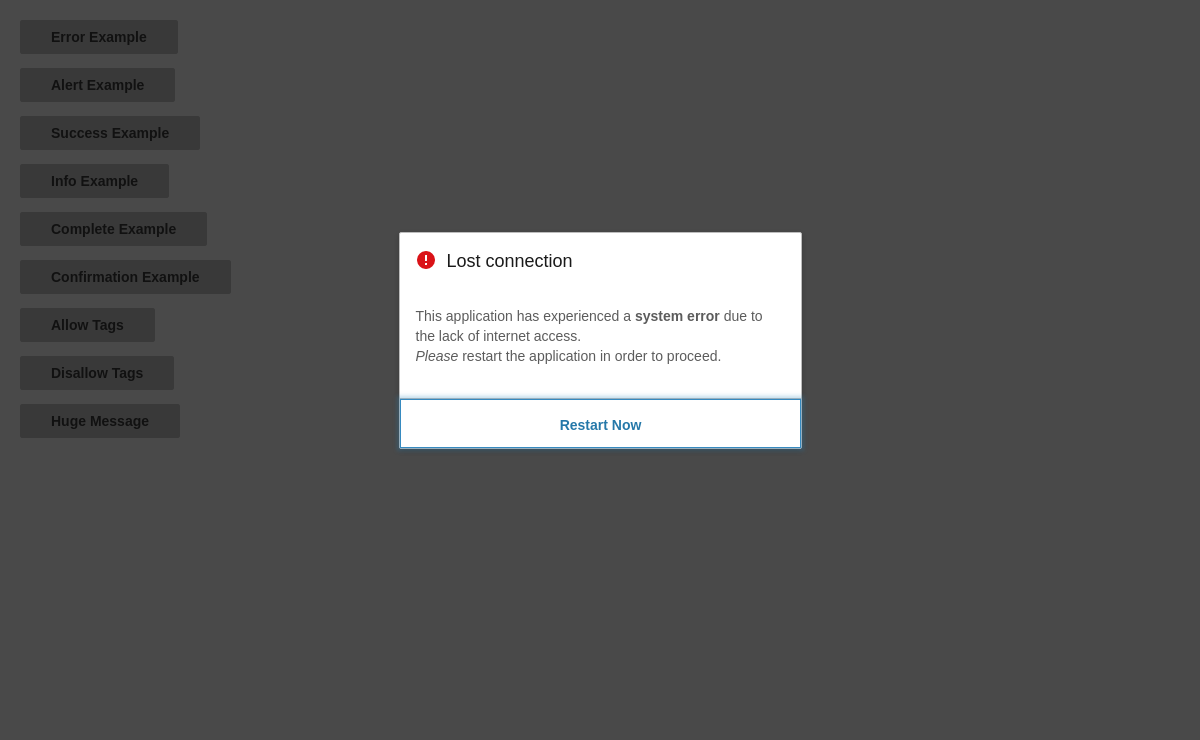 Error Example
Alert Example
Success Example
Info Example
Complete Example
Confirmation Example
Allow Tags
Disallow Tags
Huge Message
Lost connection
This application has experienced a system error due to
the lack of internet access.
Please restart the application in order to proceed.
Restart Now